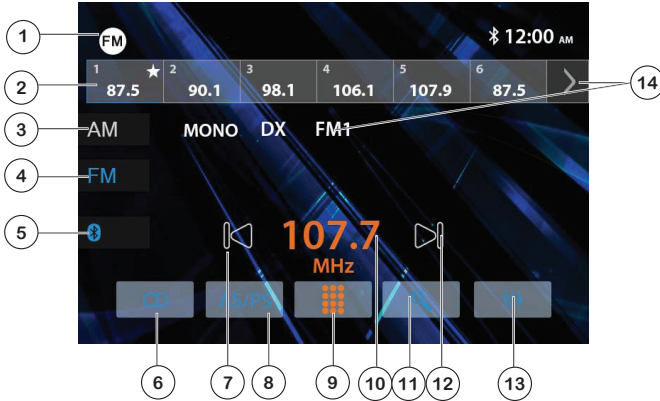 1 FM 12:00 AM
1 2 3 4 5 6
2 87.5 90.1 98.1 106.1 107.9 87.5 14
3 AM MONO DX FM1
4 FM
5
107.7
MHz
CD AS/PS
6 7 8 9 10 11 12 13